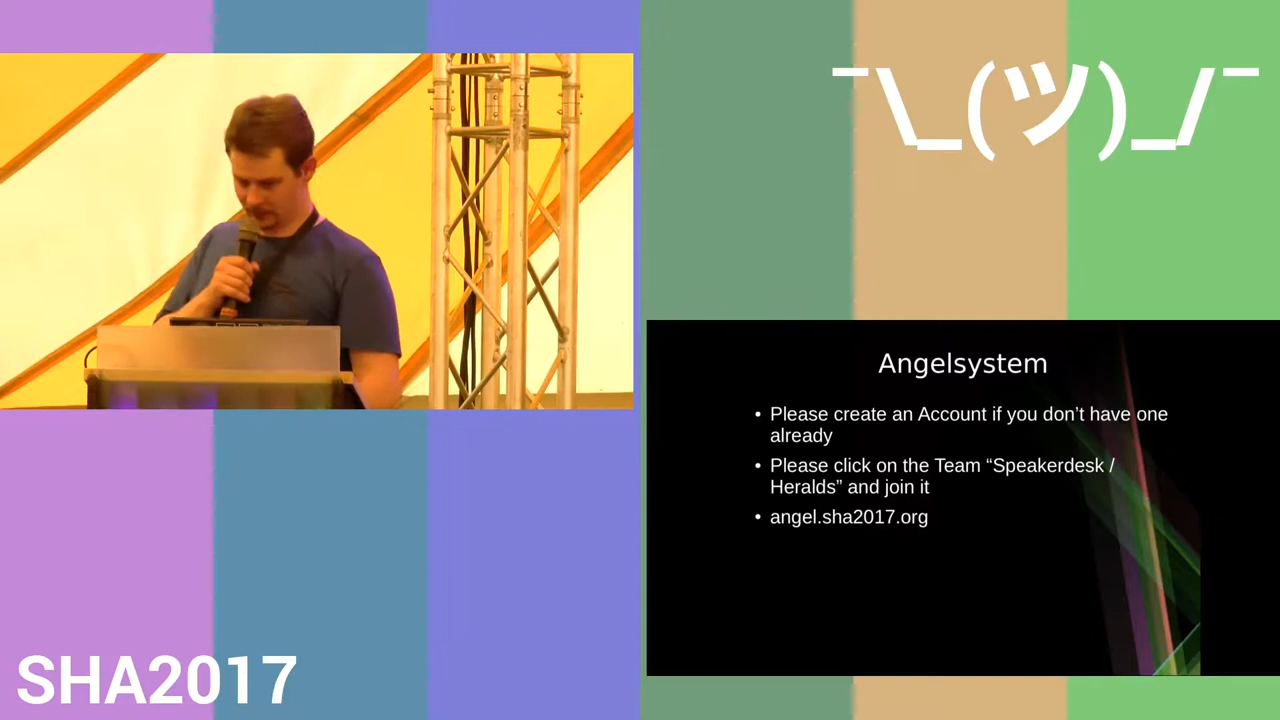 ¯\_(ツ)_/¯
Angelsystem
• Please create an Account if you don’t have one
already
• Please click on the Team “Speakerdesk /
Heralds” and join it
• angel.sha2017.org
SHA2017